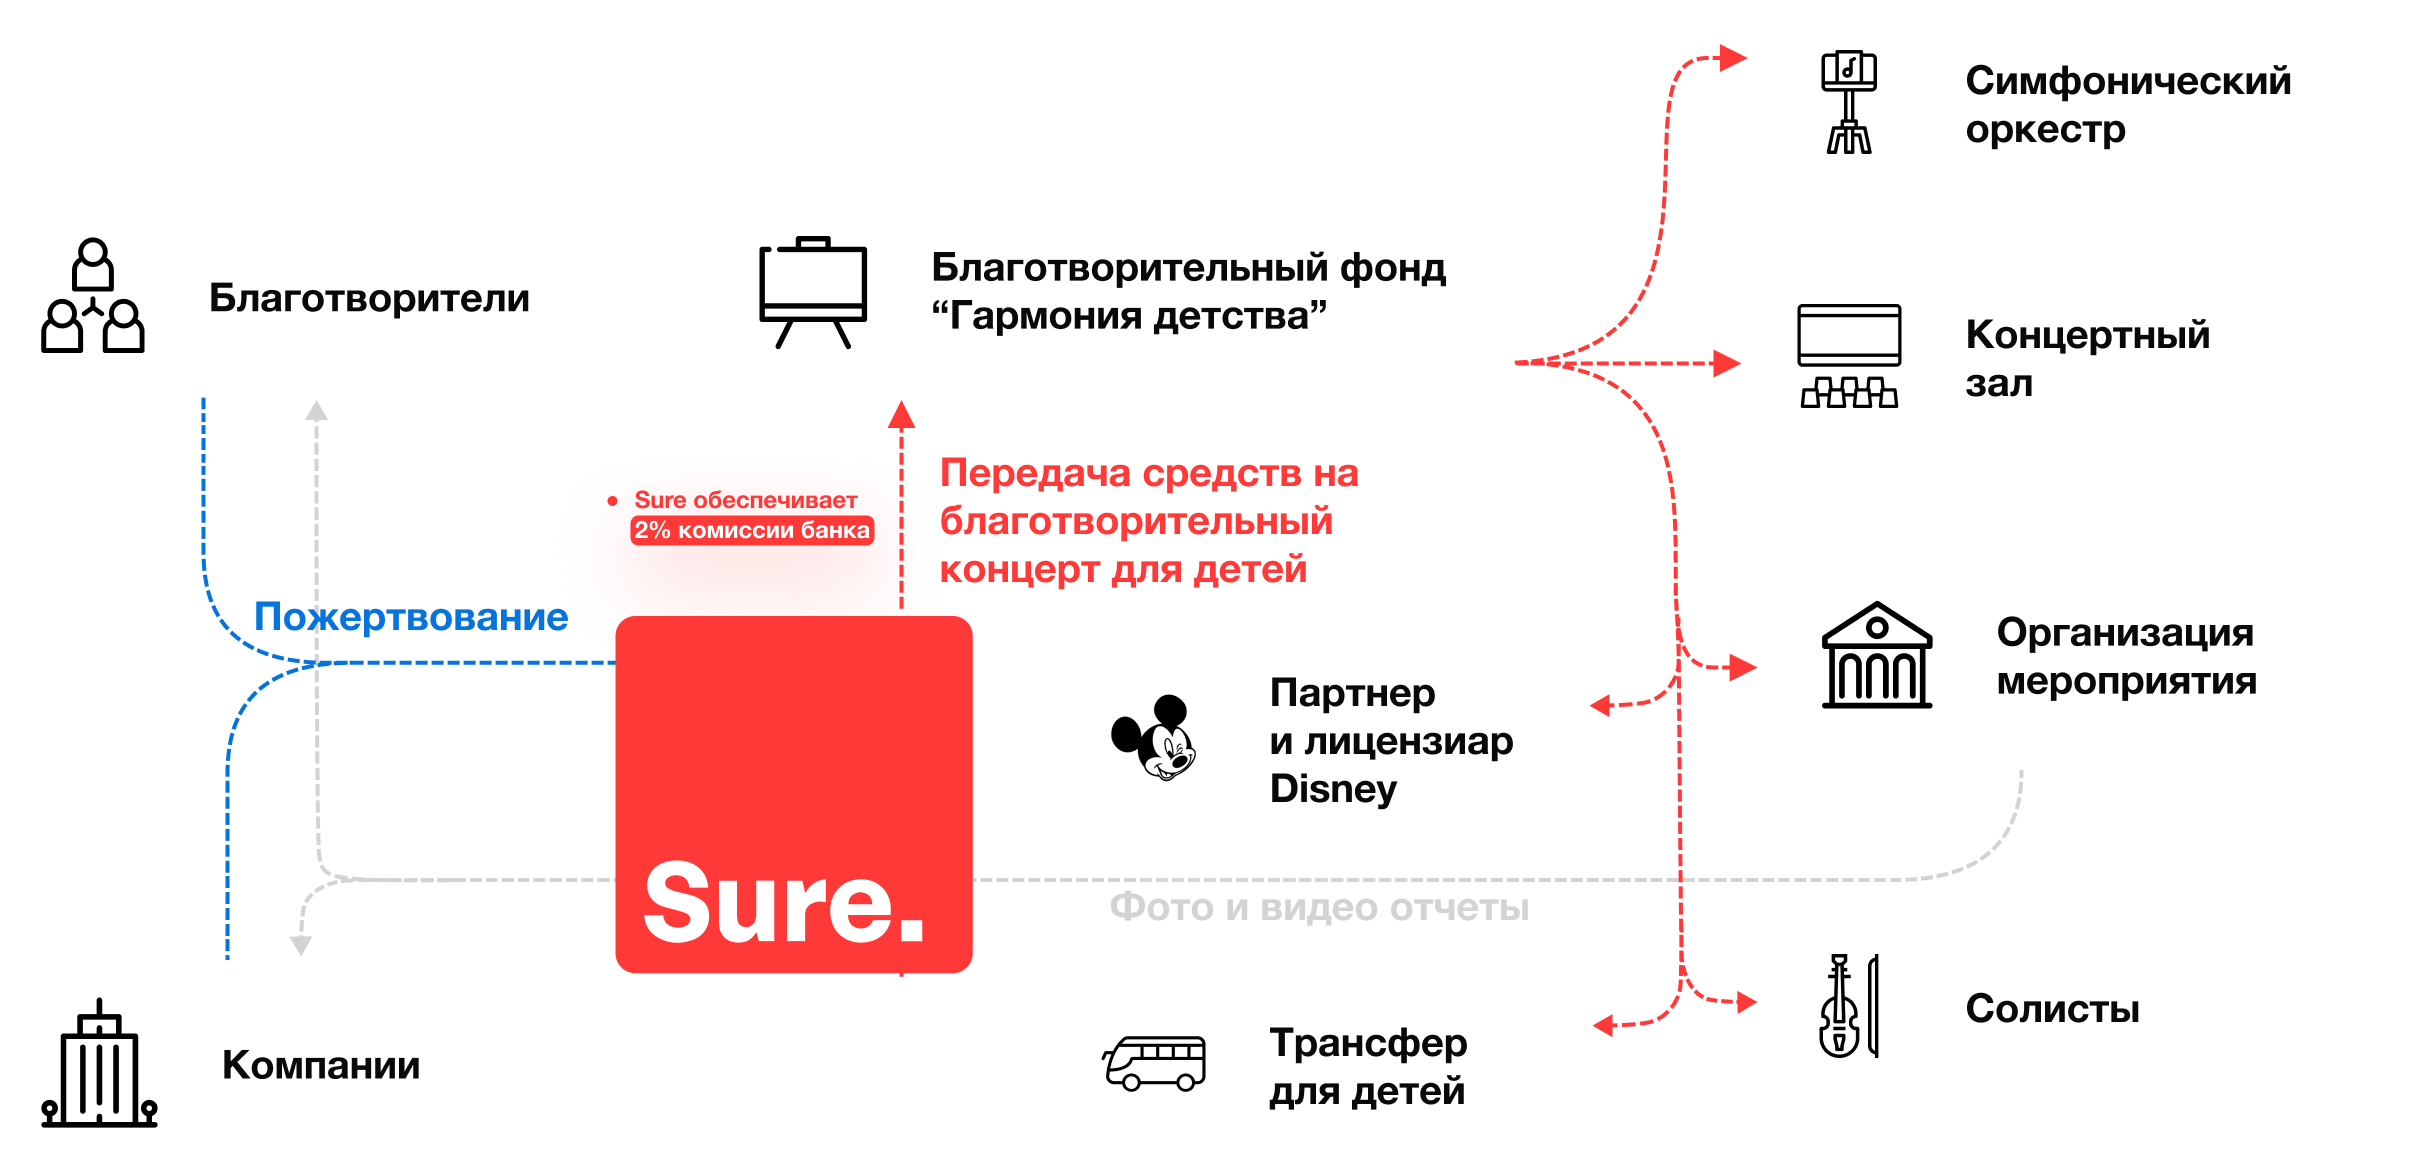 Симфонический
оркестр
Благотворители
Благотворительный фонд
“Гармония детства”
Концертный
зал
Передача средств на
благотворительный
концерт для детей
• Sure обеспечивает
2% комиссии банка
Пожертвование
Sure.
Партнер
и лицензиар
Disney
Организация
мероприятия
Фото и видео отчеты
Компании
Трансфер
для детей
Солисты